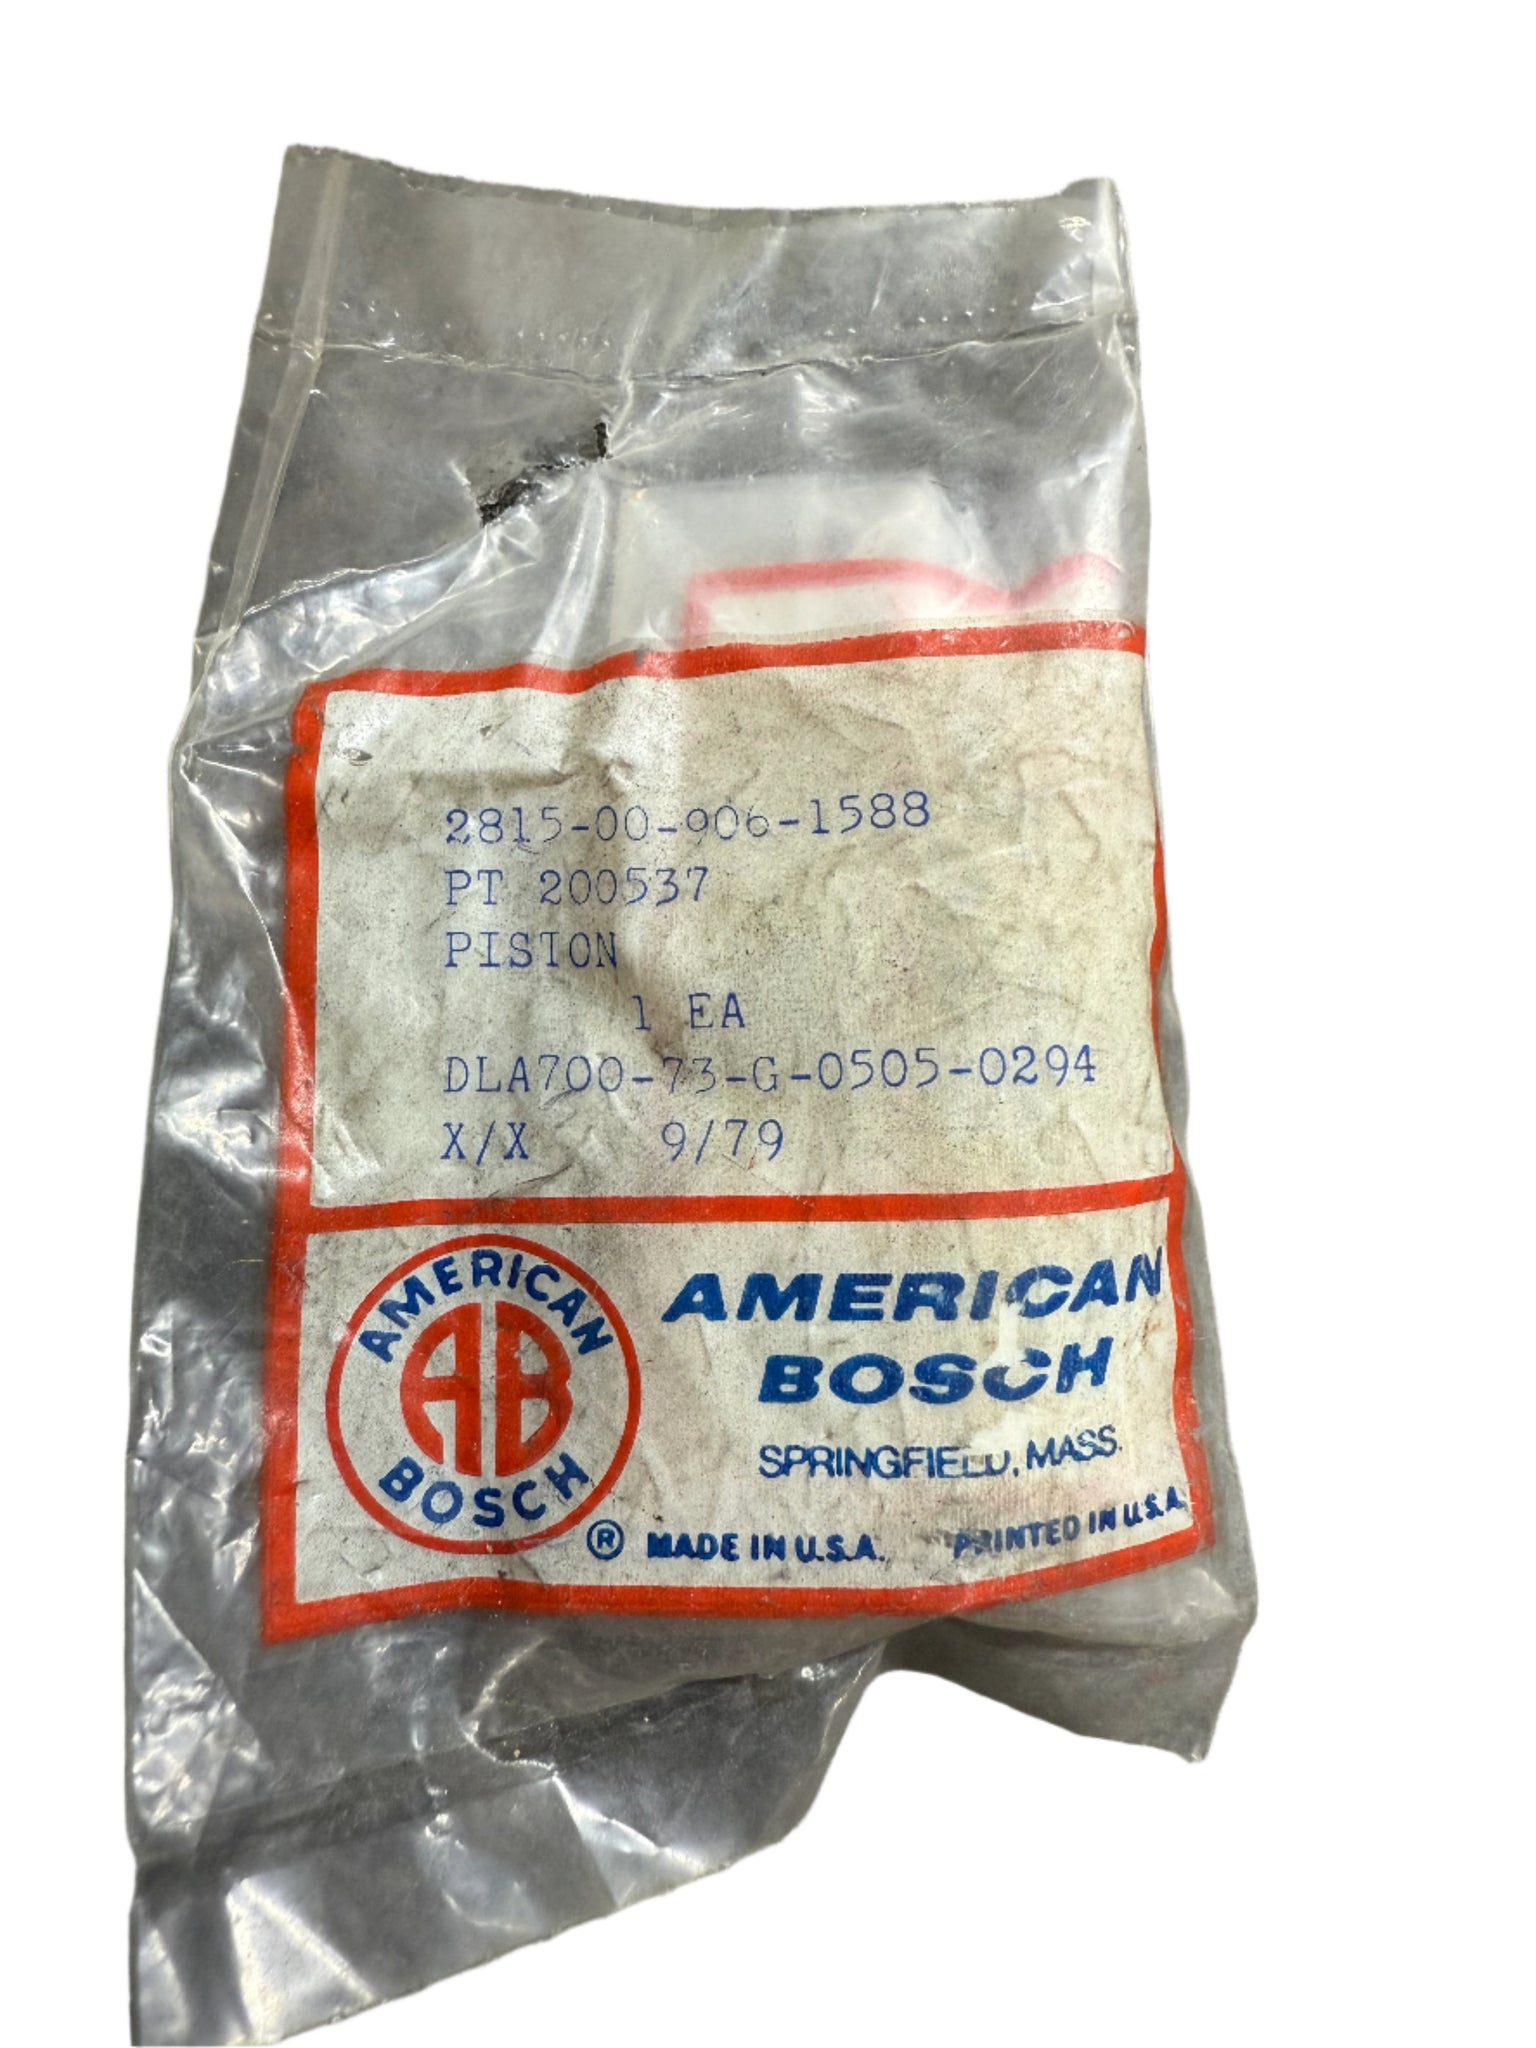 2815-00-906-1588
PT 200537
PISTON
1 EA
DLA700-73-G-0505-0294
X/X 9/79
AMERICAN
AB
BOSCH
®
AMERICAN
BOSCH
SPRINGFIELD, MASS.
MADE IN U.S.A. PRINTED IN U.S.A.